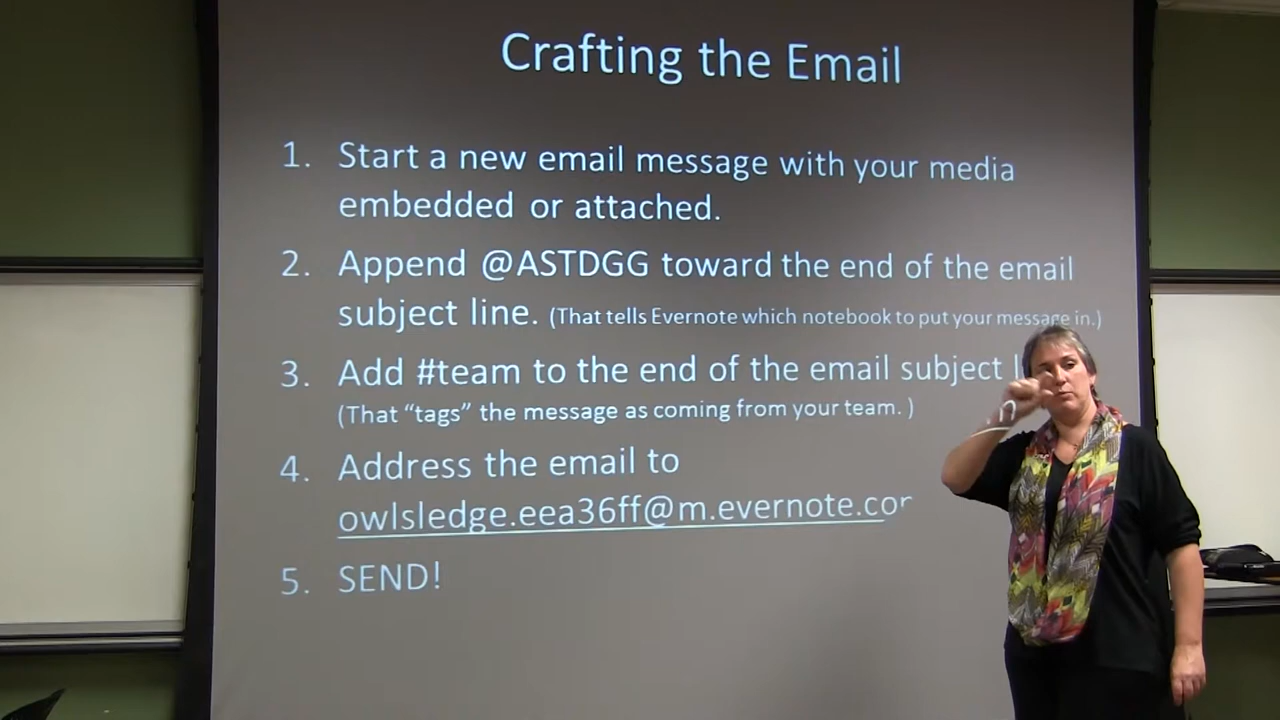 Crafting the Email
1. Start a new email message with your media
embedded or attached.
2. Append @ASTDGG toward the end of the email
subject line. (That tells Evernote which notebook to put your message in.)
3. Add #team to the end of the email subject
(That “tags” the message as coming from your team. )
4. Address the email to
owlsledge.eea36ff@m.evernote.com
5. SEND!